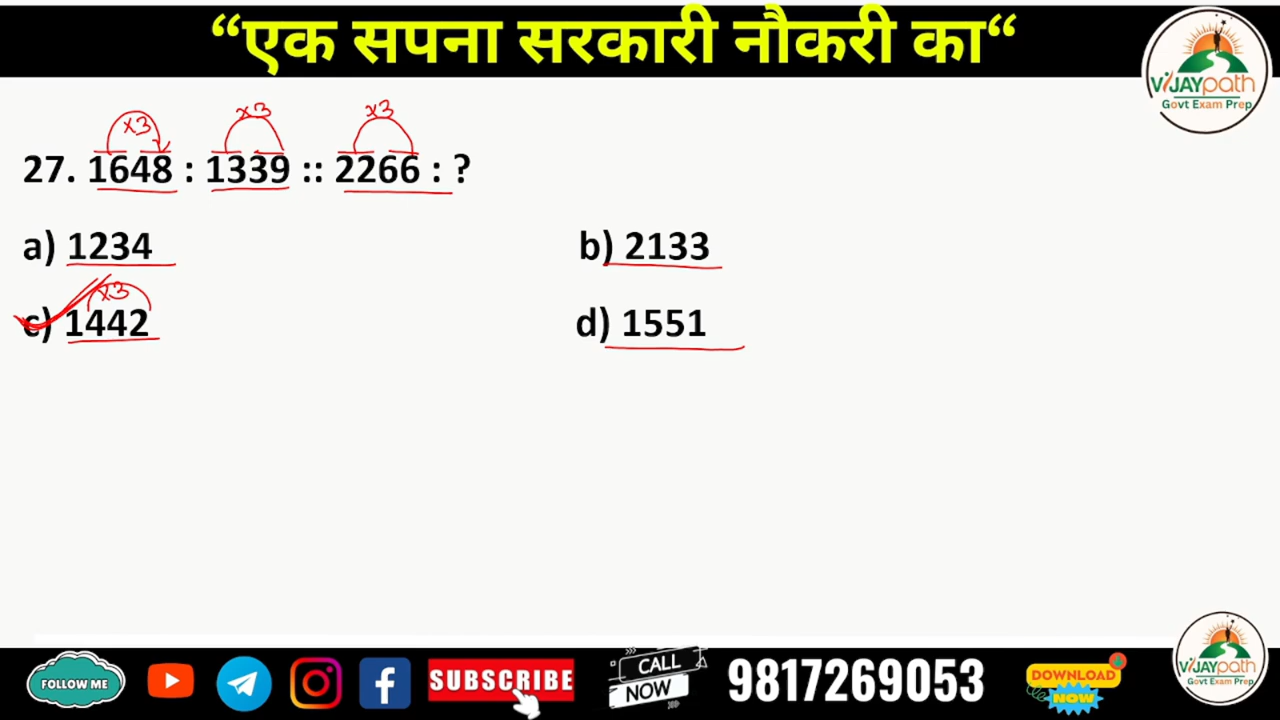 “एक सपना सरकारी नौकरी का“
ViJAYpath
Govt Exam Prep
×3 ×3 ×3
27. 1648 : 1339 :: 2266 : ?
a) 1234 b) 2133
×3
c) 1442 d) 1551
FOLLOW ME
SUBSCRIBE
CALL
NOW
9817269053
DOWNLOAD
NOW
ViJAYpath
Govt Exam Prep